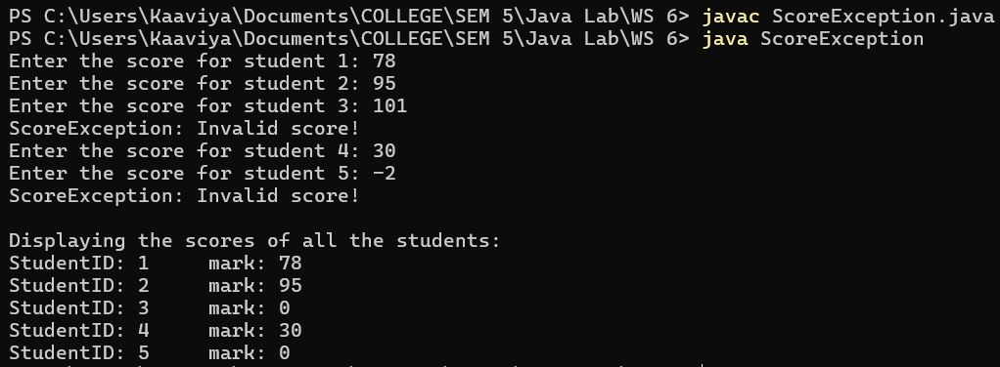 PS C:\Users\Kaaviya\Documents\COLLEGE\SEM 5\Java Lab\WS 6> javac ScoreException.java
PS C:\Users\Kaaviya\Documents\COLLEGE\SEM 5\Java Lab\WS 6> java ScoreException
Enter the score for student 1: 78
Enter the score for student 2: 95
Enter the score for student 3: 101
ScoreException: Invalid score!
Enter the score for student 4: 30
Enter the score for student 5: -2
ScoreException: Invalid score!
Displaying the scores of all the students:
StudentID: 1     mark: 78
StudentID: 2     mark: 95
StudentID: 3     mark: 0
StudentID: 4     mark: 30
StudentID: 5     mark: 0